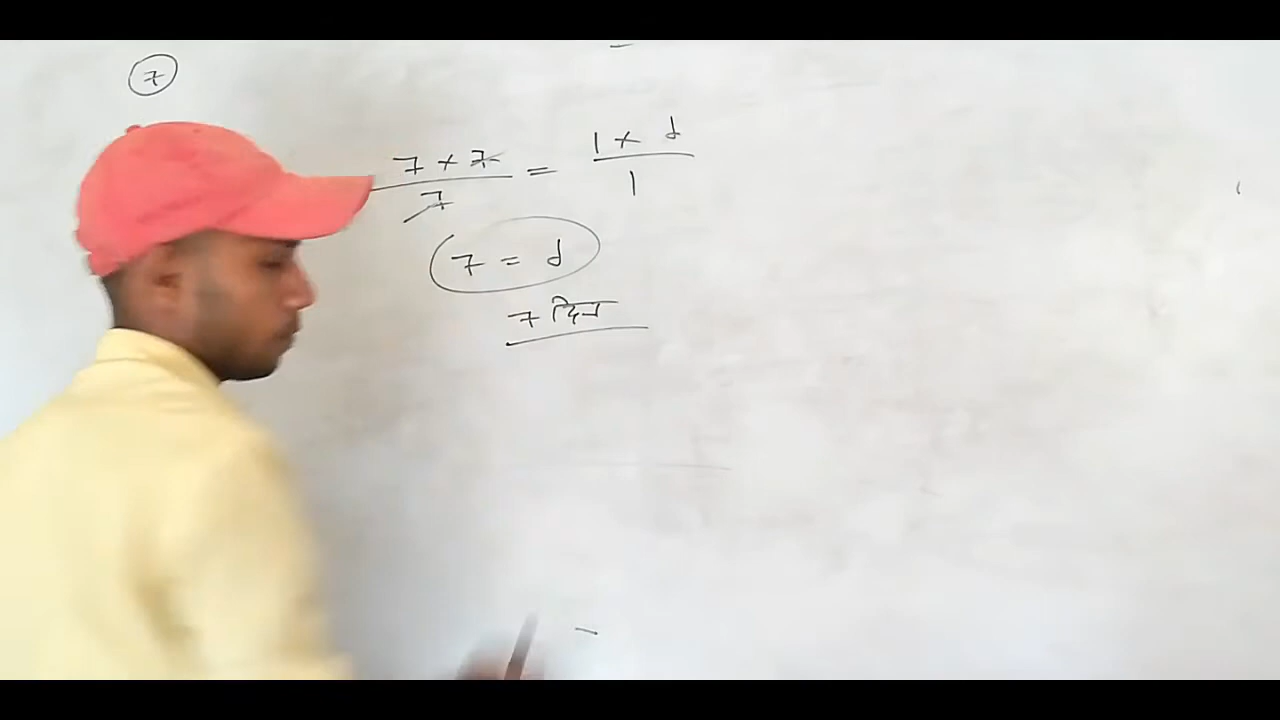 7
7 × 7 / 7 = 1 × d / 1
7 = d
7 दिन